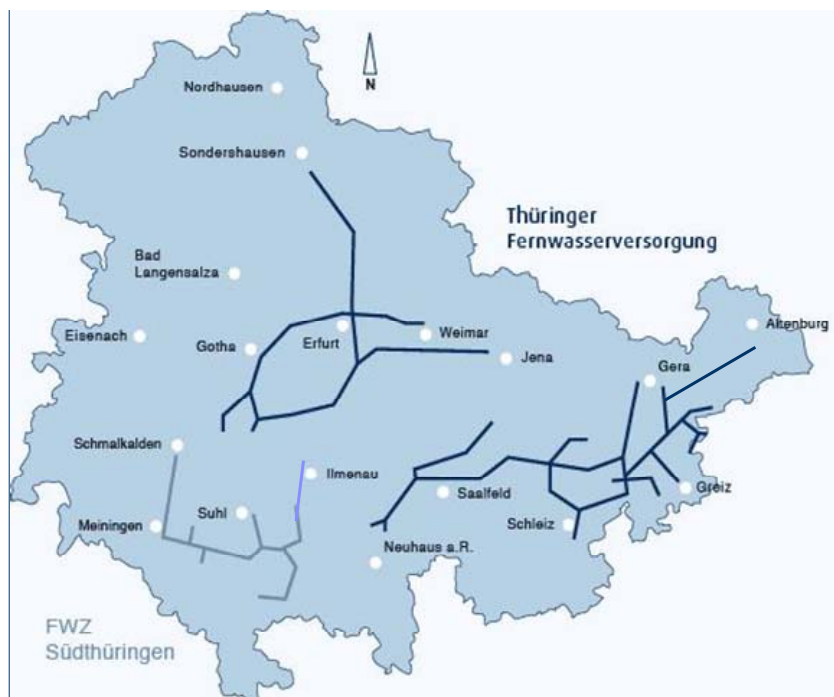 Nordhausen
N
Sondershausen
Thüringer
Fernwasserversorgung
Bad
Langensalza
Eisenach
Gotha
Erfurt
Weimar
Jena
Altenburg
Gera
Schmalkalden
Ilmenau
Saalfeld
Greiz
Meiningen
Suhl
Schleiz
Neuhaus a.R.
FWZ
Südthüringen